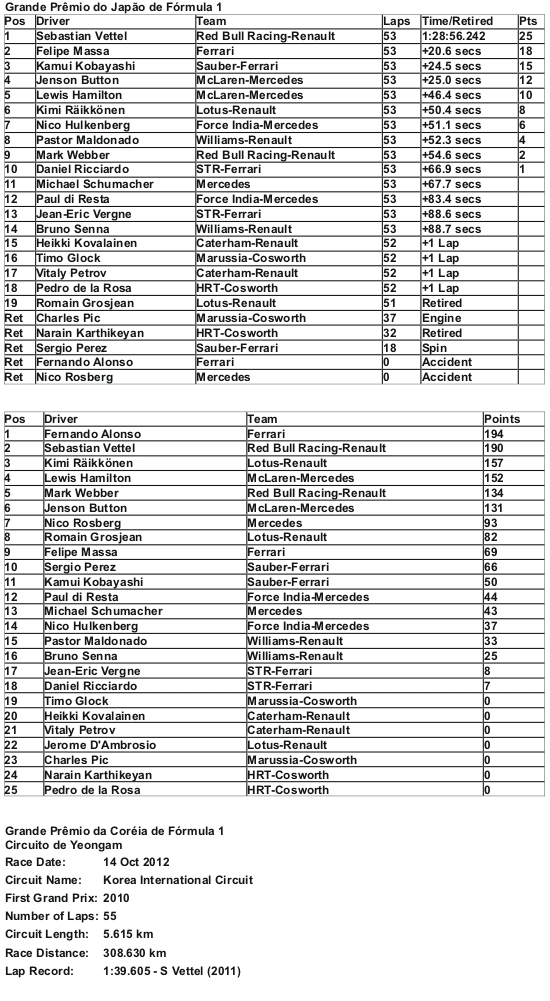 Grande Prêmio do Japão de Fórmula 1
Pos Driver Team Laps Time/Retired Pts
1 Sebastian Vettel Red Bull Racing-Renault 53 1:28:56.242 25
2 Felipe Massa Ferrari 53 +20.6 secs 18
3 Kamui Kobayashi Sauber-Ferrari 53 +24.5 secs 15
4 Jenson Button McLaren-Mercedes 53 +25.0 secs 12
5 Lewis Hamilton McLaren-Mercedes 53 +46.4 secs 10
6 Kimi Räikkönen Lotus-Renault 53 +50.4 secs 8
7 Nico Hulkenberg Force India-Mercedes 53 +51.1 secs 6
8 Pastor Maldonado Williams-Renault 53 +52.3 secs 4
9 Mark Webber Red Bull Racing-Renault 53 +54.6 secs 2
10 Daniel Ricciardo STR-Ferrari 53 +66.9 secs 1
11 Michael Schumacher Mercedes 53 +67.7 secs
12 Paul di Resta Force India-Mercedes 53 +83.4 secs
13 Jean-Eric Vergne STR-Ferrari 53 +88.6 secs
14 Bruno Senna Williams-Renault 53 +88.7 secs
15 Heikki Kovalainen Caterham-Renault 52 +1 Lap
16 Timo Glock Marussia-Cosworth 52 +1 Lap
17 Vitaly Petrov Caterham-Renault 52 +1 Lap
18 Pedro de la Rosa HRT-Cosworth 52 +1 Lap
19 Romain Grosjean Lotus-Renault 51 Retired
Ret Charles Pic Marussia-Cosworth 37 Engine
Ret Narain Karthikeyan HRT-Cosworth 32 Retired
Ret Sergio Perez Sauber-Ferrari 18 Spin
Ret Fernando Alonso Ferrari 0 Accident
Ret Nico Rosberg Mercedes 0 Accident
Pos Driver Team Points
1 Fernando Alonso Ferrari 194
2 Sebastian Vettel Red Bull Racing-Renault 190
3 Kimi Räikkönen Lotus-Renault 157
4 Lewis Hamilton McLaren-Mercedes 152
5 Mark Webber Red Bull Racing-Renault 134
6 Jenson Button McLaren-Mercedes 131
7 Nico Rosberg Mercedes 93
8 Romain Grosjean Lotus-Renault 82
9 Felipe Massa Ferrari 69
10 Sergio Perez Sauber-Ferrari 66
11 Kamui Kobayashi Sauber-Ferrari 50
12 Paul di Resta Force India-Mercedes 44
13 Michael Schumacher Mercedes 43
14 Nico Hulkenberg Force India-Mercedes 37
15 Pastor Maldonado Williams-Renault 33
16 Bruno Senna Williams-Renault 25
17 Jean-Eric Vergne STR-Ferrari 8
18 Daniel Ricciardo STR-Ferrari 7
19 Timo Glock Marussia-Cosworth 0
20 Heikki Kovalainen Caterham-Renault 0
21 Vitaly Petrov Caterham-Renault 0
22 Jerome D'Ambrosio Lotus-Renault 0
23 Charles Pic Marussia-Cosworth 0
24 Narain Karthikeyan HRT-Cosworth 0
25 Pedro de la Rosa HRT-Cosworth 0
Grande Prêmio da Coréia de Fórmula 1
Circuito de Yeongam
Race Date: 14 Oct 2012
Circuit Name: Korea International Circuit
First Grand Prix: 2010
Number of Laps: 55
Circuit Length: 5.615 km
Race Distance: 308.630 km
Lap Record: 1:39.605 - S Vettel (2011)